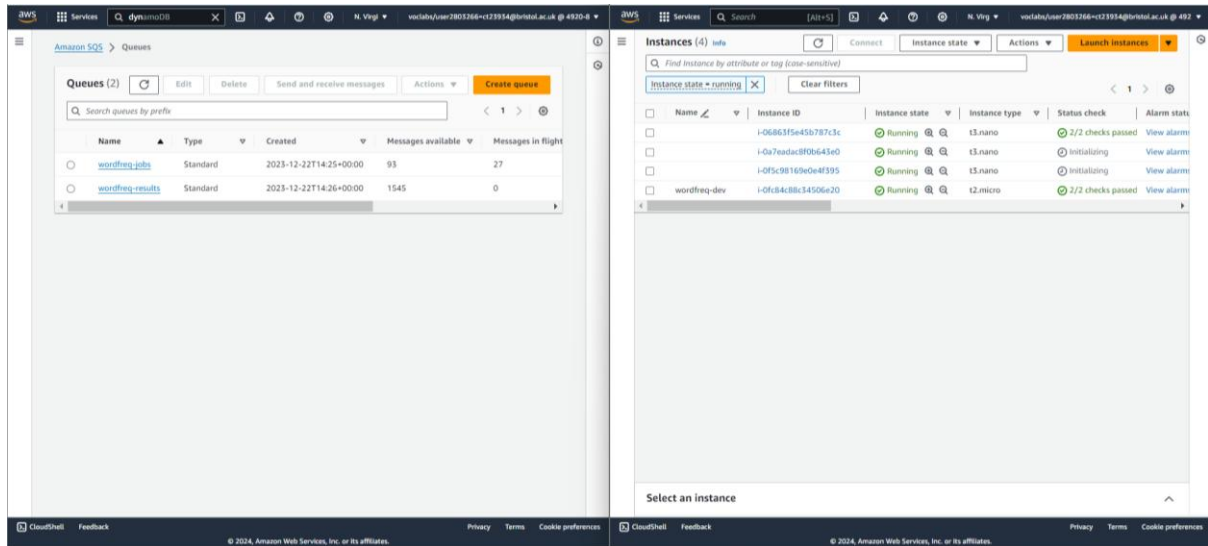 aws Services dynamoDB N. Virgi voclabs/user2803266=ct23934@bristol.ac.uk @ 4920-8
Amazon SQS > Queues
Queues (2) Edit Delete Send and receive messages Actions Create queue
Search queues by prefix
< 1 >
Name Type Created Messages available Messages in flight
wordfreq-jobs Standard 2023-12-22T14:25+00:00 93 27
wordfreq-results Standard 2023-12-22T14:26+00:00 1545 0
CloudShell Feedback Privacy Terms Cookie preferences
© 2024, Amazon Web Services, Inc. or its affiliates.
aws Services Search [Alt+S] N. Virg voclabs/user2803266=ct23934@bristol.ac.uk @ 492
Instances (4) Info Connect Instance state Actions Launch instances
Find Instance by attribute or tag (case-sensitive)
Instance state = running Clear filters
< 1 >
Name Instance ID Instance state Instance type Status check Alarm statu
i-06863f5e45b787c3c Running t3.nano 2/2 checks passed View alarms
i-0a7eadac8f0b643e0 Running t3.nano Initializing View alarms
i-0f5c98169e0e4f395 Running t3.nano Initializing View alarms
wordfreq-dev i-0fc84c88c34506e20 Running t2.micro 2/2 checks passed View alarms
Select an instance
CloudShell Feedback Privacy Terms Cookie preferences
© 2024, Amazon Web Services, Inc. or its affiliates.